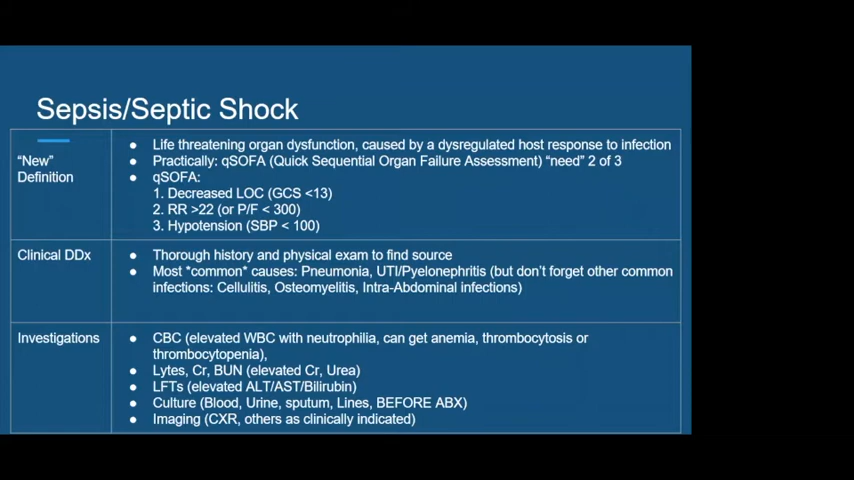 Sepsis/Septic Shock
“New”
Definition
● Life threatening organ dysfunction, caused by a dysregulated host response to infection
● Practically: qSOFA (Quick Sequential Organ Failure Assessment) “need” 2 of 3
● qSOFA:
1. Decreased LOC (GCS <13)
2. RR >22 (or P/F < 300)
3. Hypotension (SBP < 100)
Clinical DDx
● Thorough history and physical exam to find source
● Most *common* causes: Pneumonia, UTI/Pyelonephritis (but don’t forget other common
infections: Cellulitis, Osteomyelitis, Intra-Abdominal infections)
Investigations
● CBC (elevated WBC with neutrophilia, can get anemia, thrombocytosis or
thrombocytopenia),
● Lytes, Cr, BUN (elevated Cr, Urea)
● LFTs (elevated ALT/AST/Bilirubin)
● Culture (Blood, Urine, sputum, Lines, BEFORE ABX)
● Imaging (CXR, others as clinically indicated)